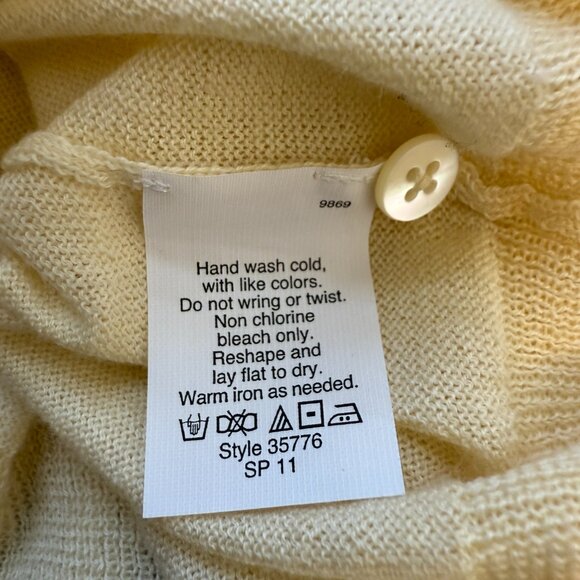 9869
Hand wash cold,
with like colors.
Do not wring or twist.
Non chlorine
bleach only.
Reshape and
lay flat to dry.
Warm iron as needed.
Style 35776
SP 11